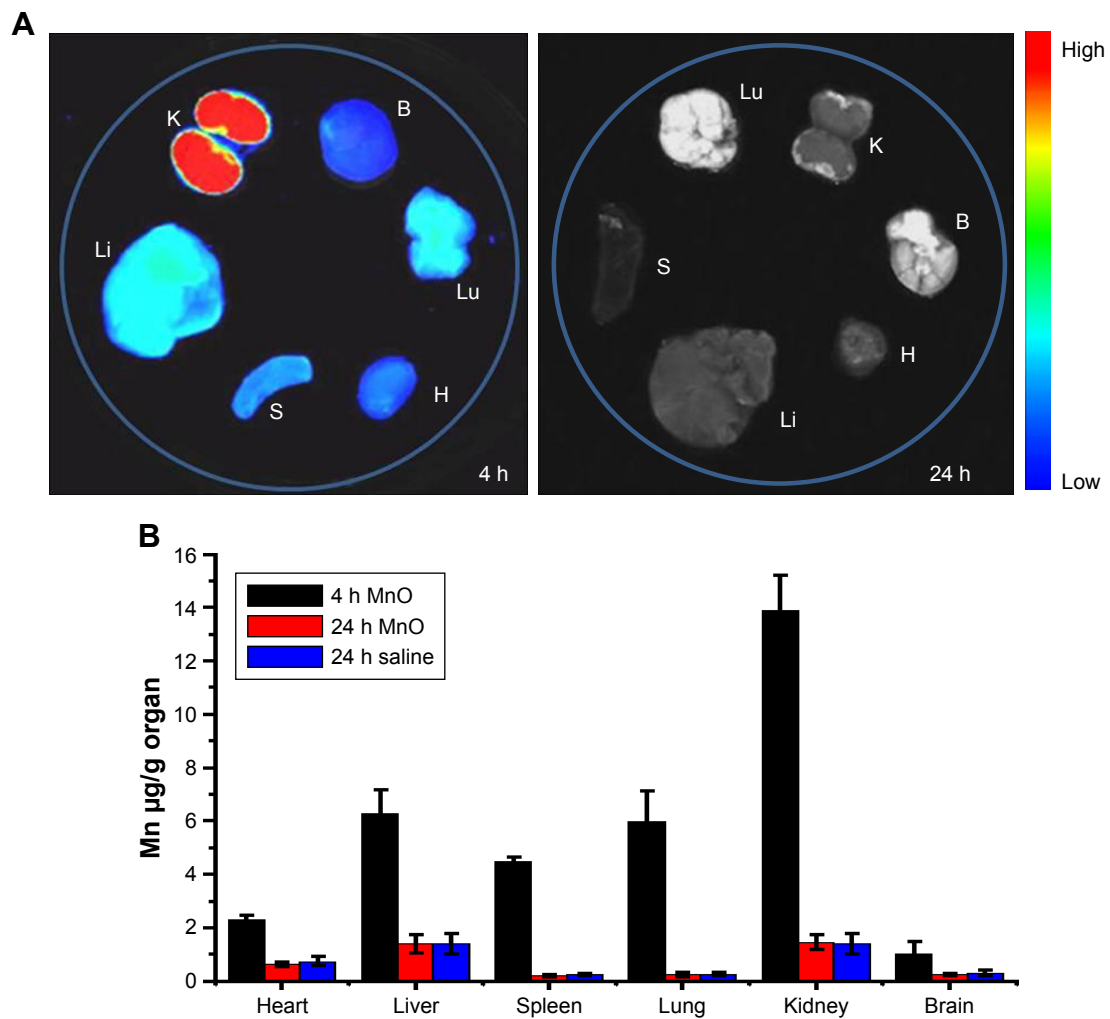 A
K
B
Li
Lu
S
H
4 h
Lu
K
B
S
H
Li
24 h
High
Low
B
16
14
12
10
8
6
4
2
0
Mn µg/g organ
4 h MnO
24 h MnO
24 h saline
Heart Liver Spleen Lung Kidney Brain